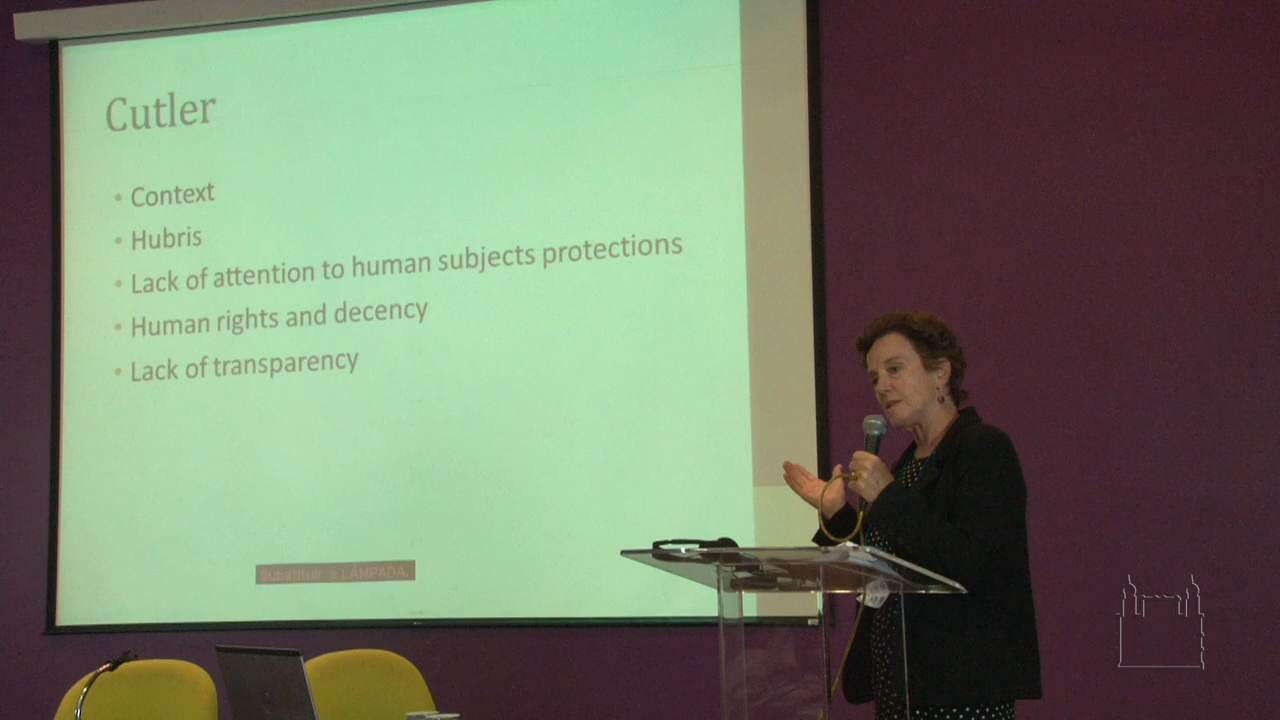 Cutler
• Context
• Hubris
• Lack of attention to human subjects protections
• Human rights and decency
• Lack of transparency
Substituir a LÂMPADA.